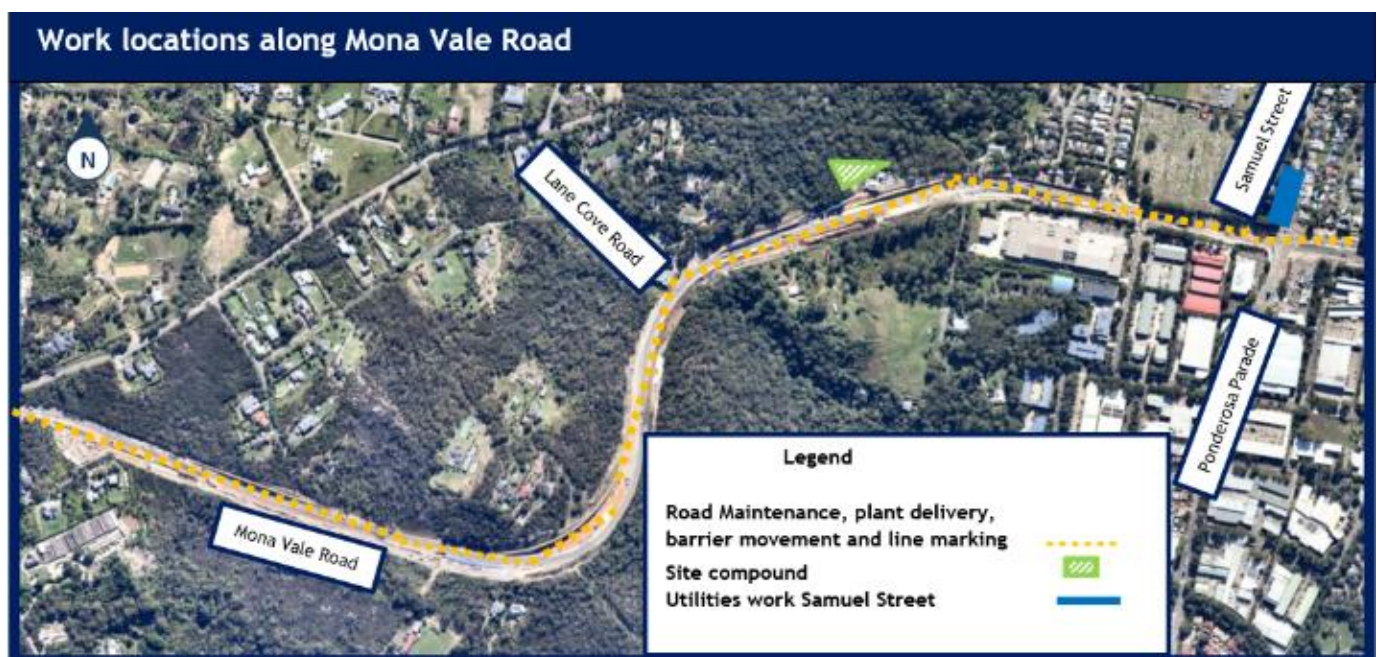 Work locations along Mona Vale Road
N
Samuel Street
Lane Cove Road
Ponderosa Parade
Mona Vale Road
Legend
Road Maintenance, plant delivery,
barrier movement and line marking
Site compound
Utilities work Samuel Street